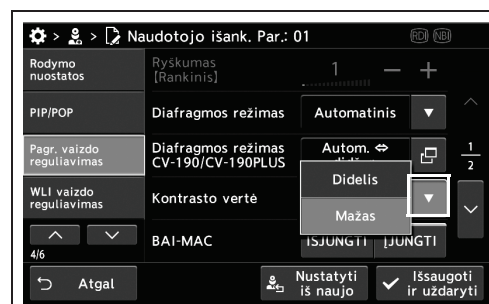 > > Naudotojo išank. Par.: 01 RDI NBI
Rodymo
nuostatos
Ryškumas
[Rankinis]
1 − +
PIP/POP
Diafragmos režimas
Automatinis
Pagr. vaizdo
reguliavimas
Diafragmos režimas
CV-190/CV-190PLUS
Autom. ⇔
1
2
Didelis
WLI vaizdo
reguliavimas
Kontrasto vertė
Mažas
4/6
BAI-MAC
IŠJUNGTI
ĮJUNGTI
Atgal
Nustatyti
iš naujo
Išsaugoti
ir uždaryti